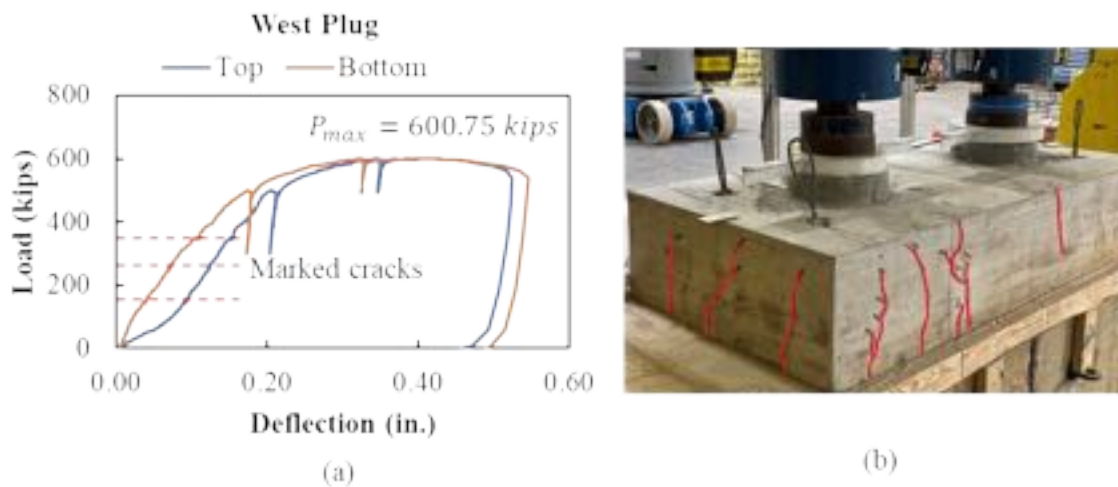 West Plug
Top Bottom
800
600
400
200
0
P_max = 600.75 kips
Marked cracks
Load (kips)
0.00 0.20 0.40 0.60
Deflection (in.)
(a)
(b)